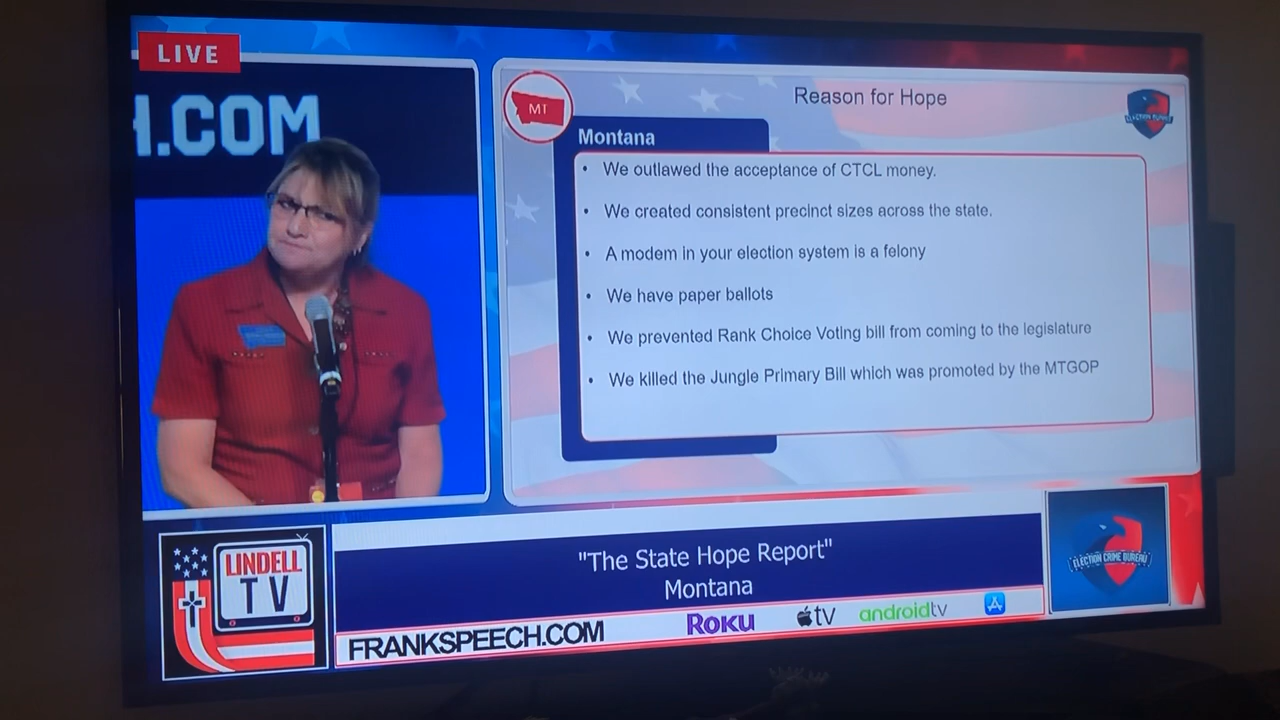 LIVE
.COM
MT
Reason for Hope
Montana
• We outlawed the acceptance of CTCL money.
• We created consistent precinct sizes across the state.
• A modem in your election system is a felony
• We have paper ballots
• We prevented Rank Choice Voting bill from coming to the legislature
• We killed the Jungle Primary Bill which was promoted by the MTGOP
LINDELL
TV
"The State Hope Report"
Montana
FRANKSPEECH.COM
ROKU
tv
androidtv
ELECTION CRIME BUREAU